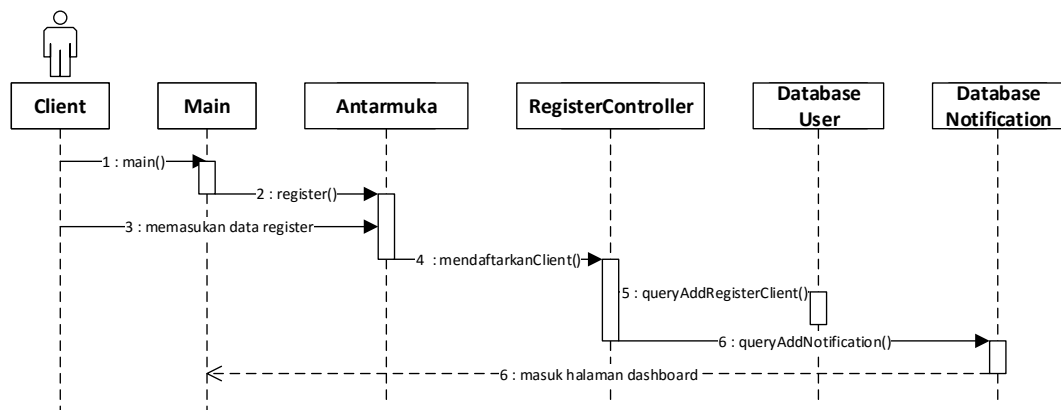 Client
Main
Antarmuka
RegisterController
Database
User
Database
Notification
1 : main()
2 : register()
3 : memasukan data register
4 : mendaftarkanClient()
5 : queryAddRegisterClient()
6 : queryAddNotification()
6 : masuk halaman dashboard